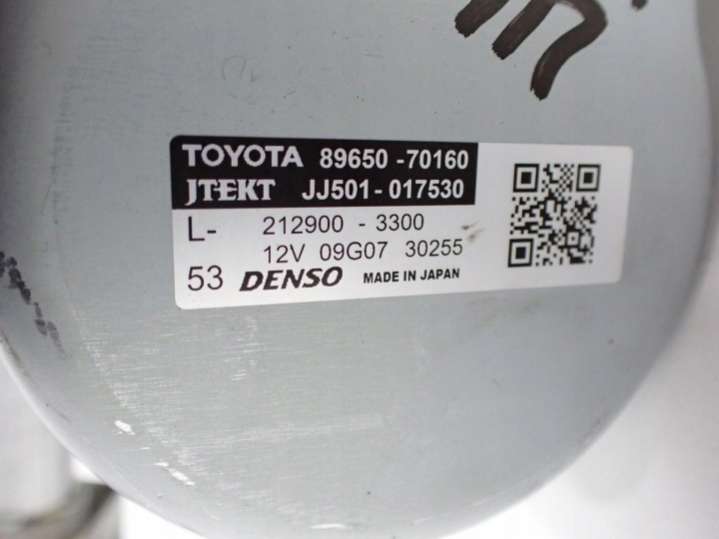 TOYOTA 89650-70160
JTEKT JJ501-017530
L- 212900-3300
12V 09G07 30255
53 DENSO MADE IN JAPAN